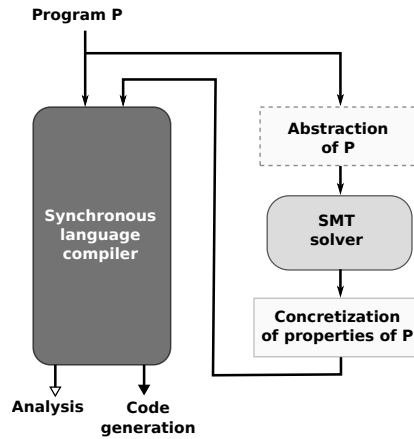 Program P
Abstraction
of P
Synchronous
language
compiler
SMT
solver
Concretization
of properties of P
Analysis
Code
generation